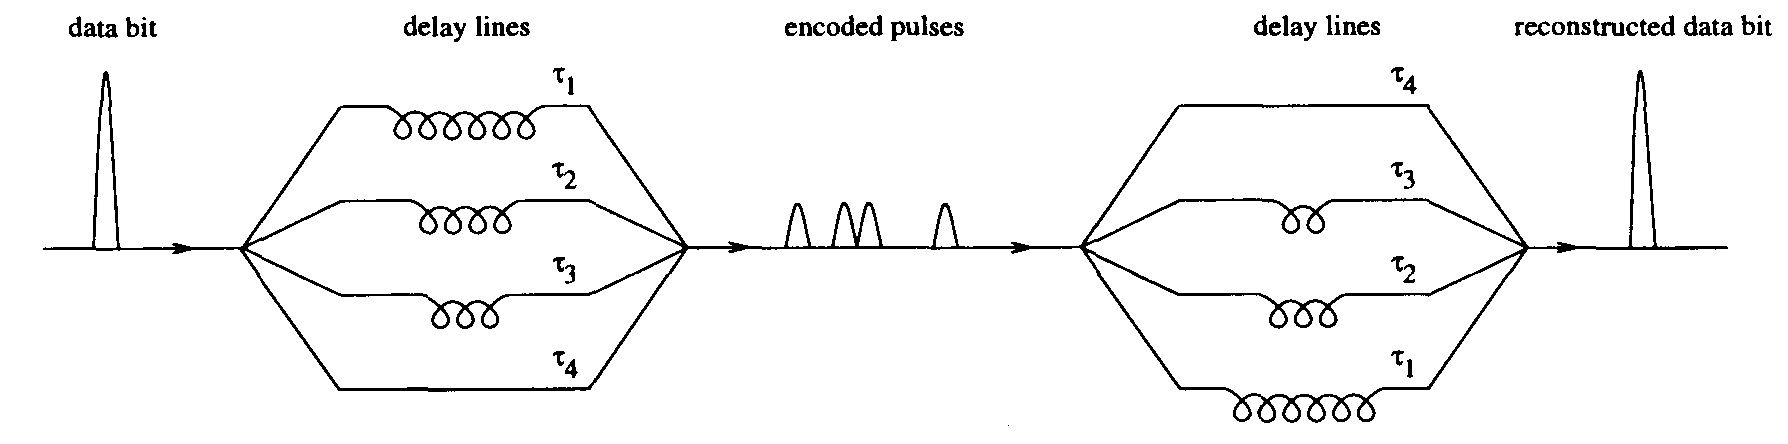 data bit delay lines encoded pulses delay lines reconstructed data bit
τ1 τ4
τ2 τ3
τ3 τ2
τ4 τ1